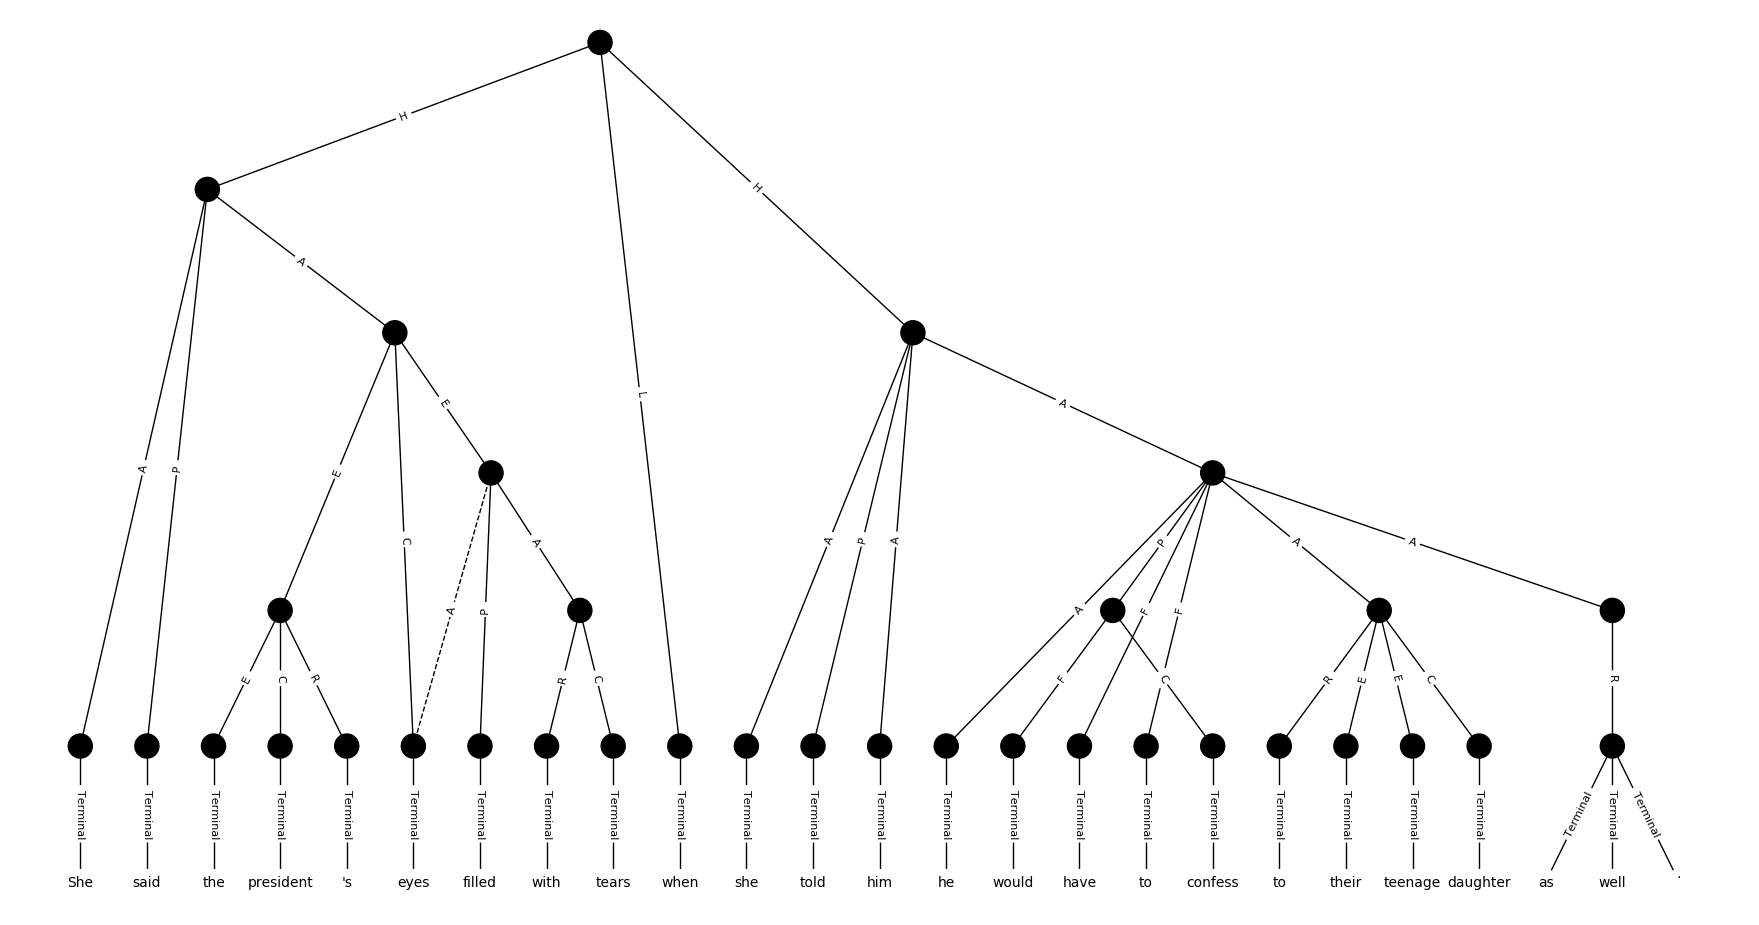 H
H
A
L
E
A
A
P
E
C
A
P
A
A
P
A
A
A
P
A
F
F
E
C
R
R
C
F
C
R
E
E
C
R
Terminal Terminal Terminal Terminal Terminal Terminal Terminal Terminal Terminal Terminal Terminal Terminal Terminal Terminal Terminal Terminal Terminal Terminal Terminal Terminal Terminal Terminal Terminal Terminal Terminal
She said the president 's eyes filled with tears when she told him he would have to confess to their teenage daughter as well .